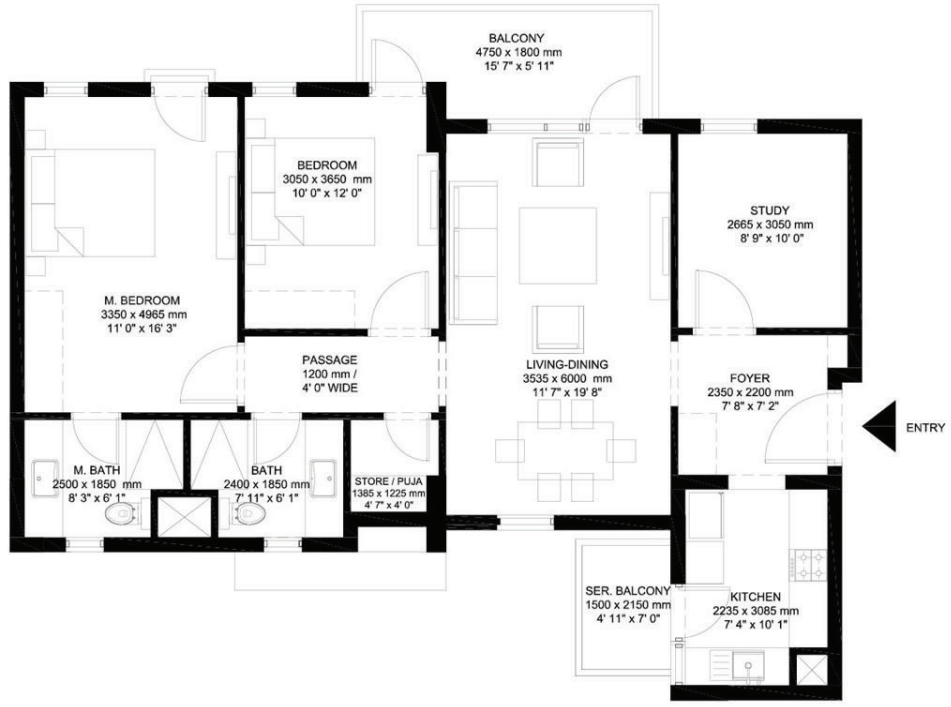 BALCONY
4750 x 1800 mm
15' 7" x 5' 11"
BEDROOM
3050 x 3650 mm
10' 0" x 12' 0"
STUDY
2665 x 3050 mm
8' 9" x 10' 0"
M. BEDROOM
3350 x 4965 mm
11' 0" x 16' 3"
PASSAGE
1200 mm /
4' 0" WIDE
LIVING-DINING
3535 x 6000 mm
11' 7" x 19' 8"
FOYER
2350 x 2200 mm
7' 8" x 7' 2"
ENTRY
M. BATH
2500 x 1850 mm
8' 3" x 6' 1"
BATH
2400 x 1850 mm
7' 11" x 6' 1"
STORE / PUJA
1385 x 1225 mm
4' 7" x 4' 0"
SER. BALCONY
1500 x 2150 mm
4' 11" x 7' 0"
KITCHEN
2235 x 3085 mm
7' 4" x 10' 1"